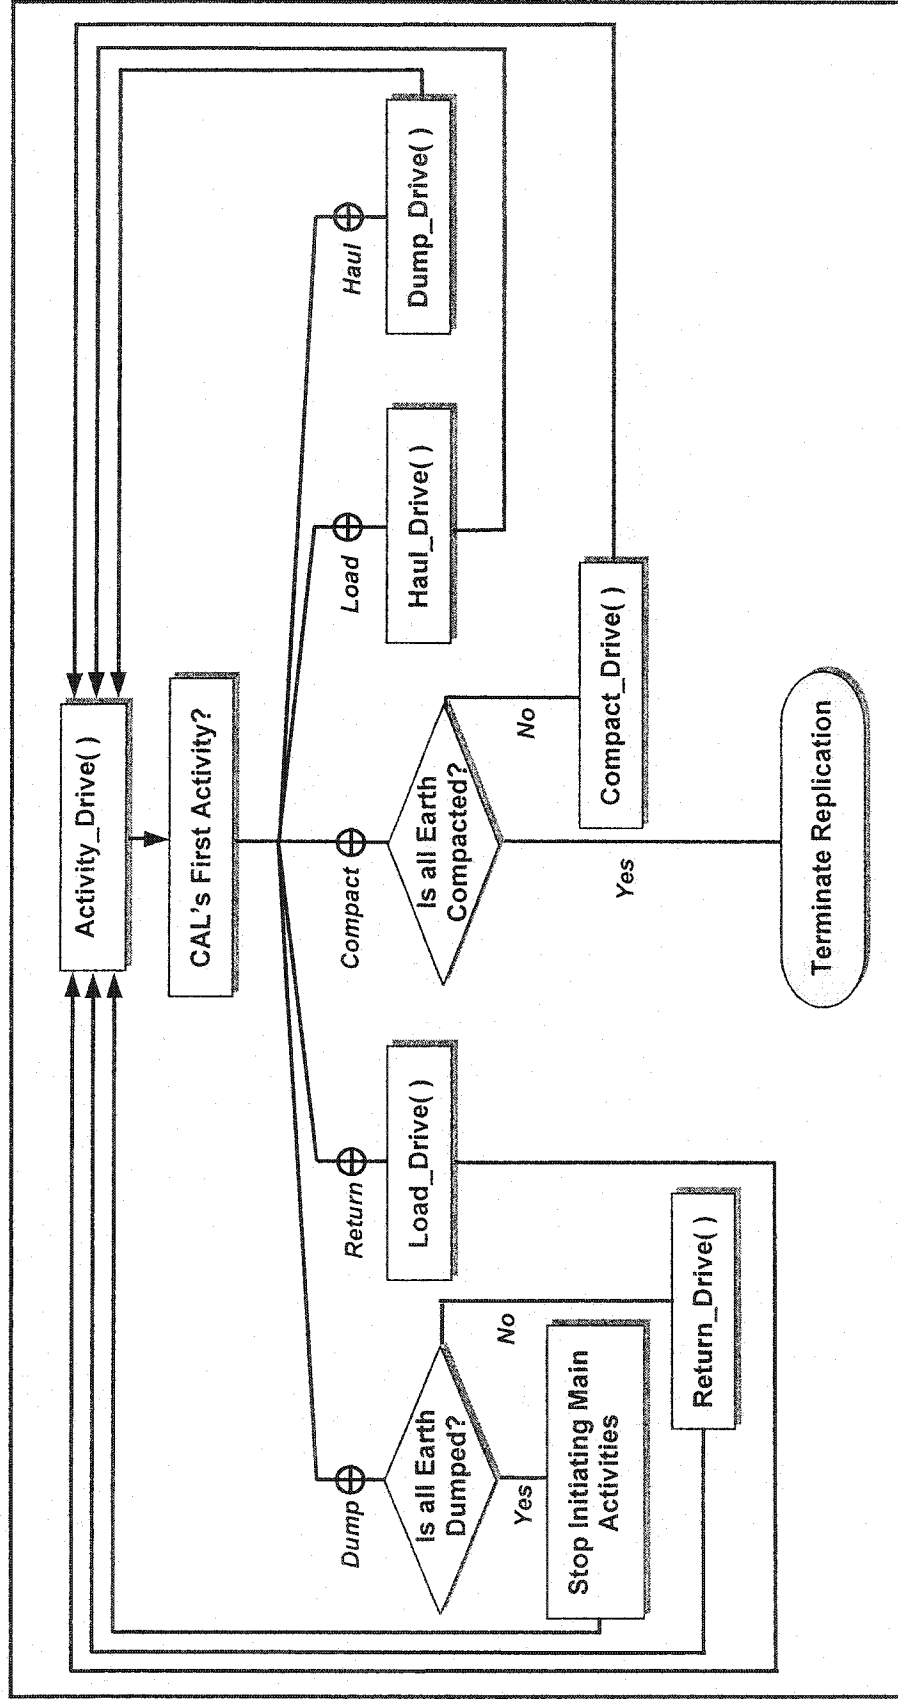 Activity_Drive( )
CAL's First Activity?
Dump
Return
Compact
Load
Haul
Is all Earth
Dumped?
Load_Drive( )
Is all Earth
Compacted?
Haul_Drive( )
Dump_Drive( )
Yes
No
No
Stop Initiating Main
Activities
Compact_Drive( )
Return_Drive( )
Yes
Terminate Replication